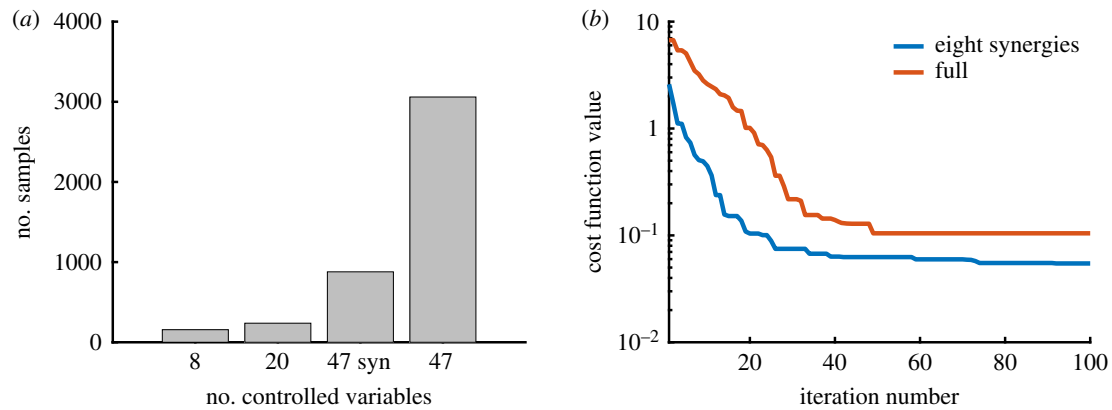 (a)
4000
3000
2000
1000
0
no. samples
8 20 47 syn 47
no. controlled variables
(b)
10
1
10⁻¹
10⁻²
cost function value
eight synergies
full
20 40 60 80 100
iteration number